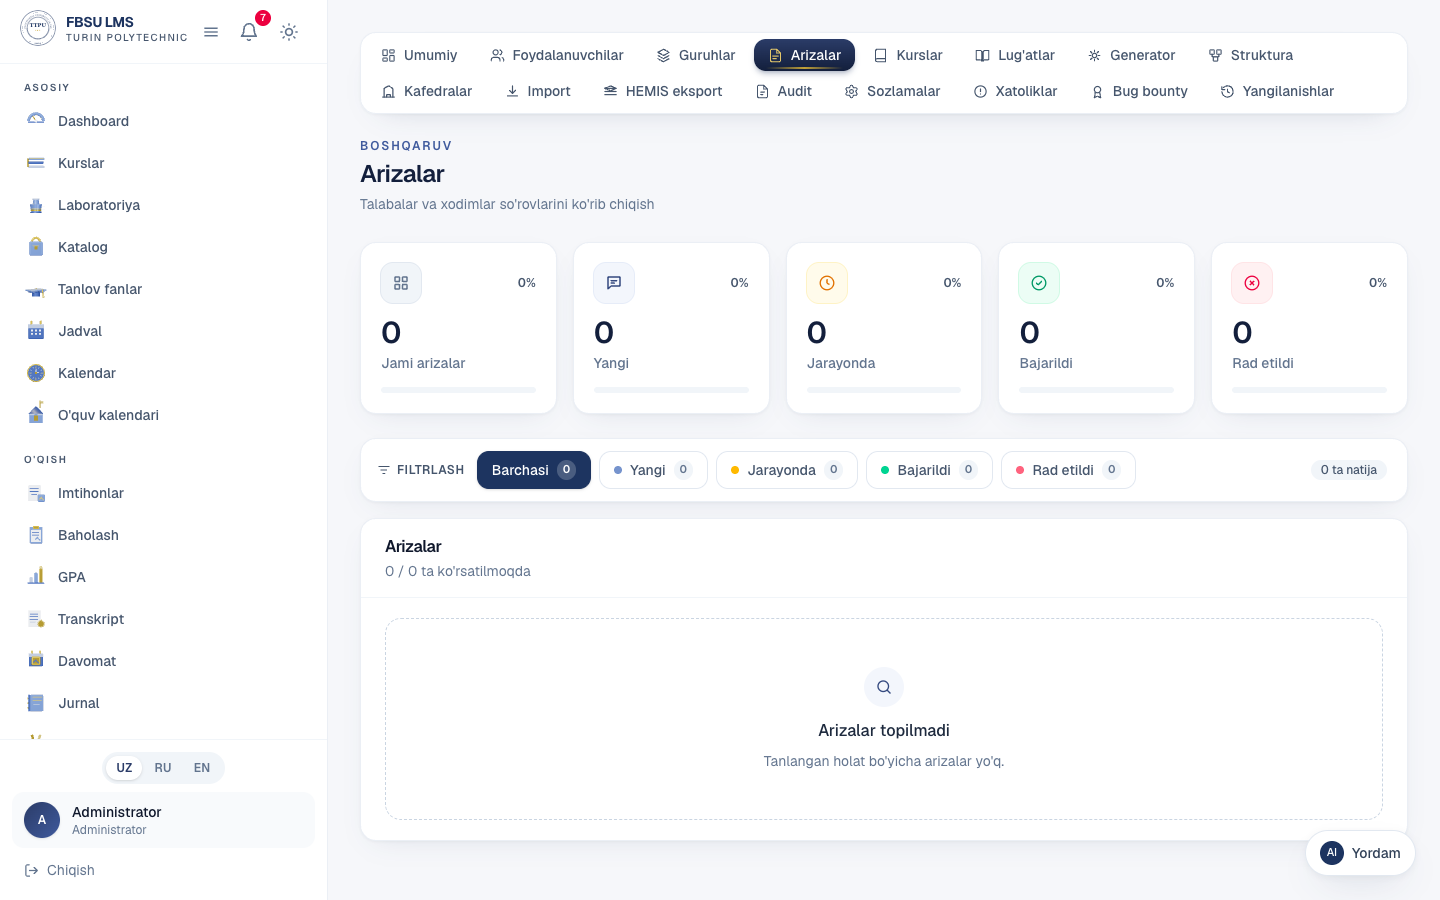 TTPU
FBSU LMS
TURIN POLYTECHNIC
7
ASOSIY
Dashboard
Kurslar
Laboratoriya
Katalog
Tanlov fanlar
Jadval
Kalendar
O'quv kalendari
O'QISH
Imtihonlar
Baholash
GPA
Transkript
Davomat
Jurnal
UZ RU EN
A
Administrator
Administrator
Chiqish
Umumiy Foydalanuvchilar Guruhlar Arizalar Kurslar Lug'atlar Generator Struktura
Kafedralar Import HEMIS eksport Audit Sozlamalar Xatoliklar Bug bounty Yangilanishlar
BOSHQARUV
Arizalar
Talabalar va xodimlar so'rovlarini ko'rib chiqish
0% 0% 0% 0% 0%
0 0 0 0 0
Jami arizalar Yangi Jarayonda Bajarildi Rad etildi
FILTRLASH Barchasi 0 Yangi 0 Jarayonda 0 Bajarildi 0 Rad etildi 0 0 ta natija
Arizalar
0 / 0 ta ko'rsatilmoqda
Arizalar topilmadi
Tanlangan holat bo'yicha arizalar yo'q.
AI Yordam